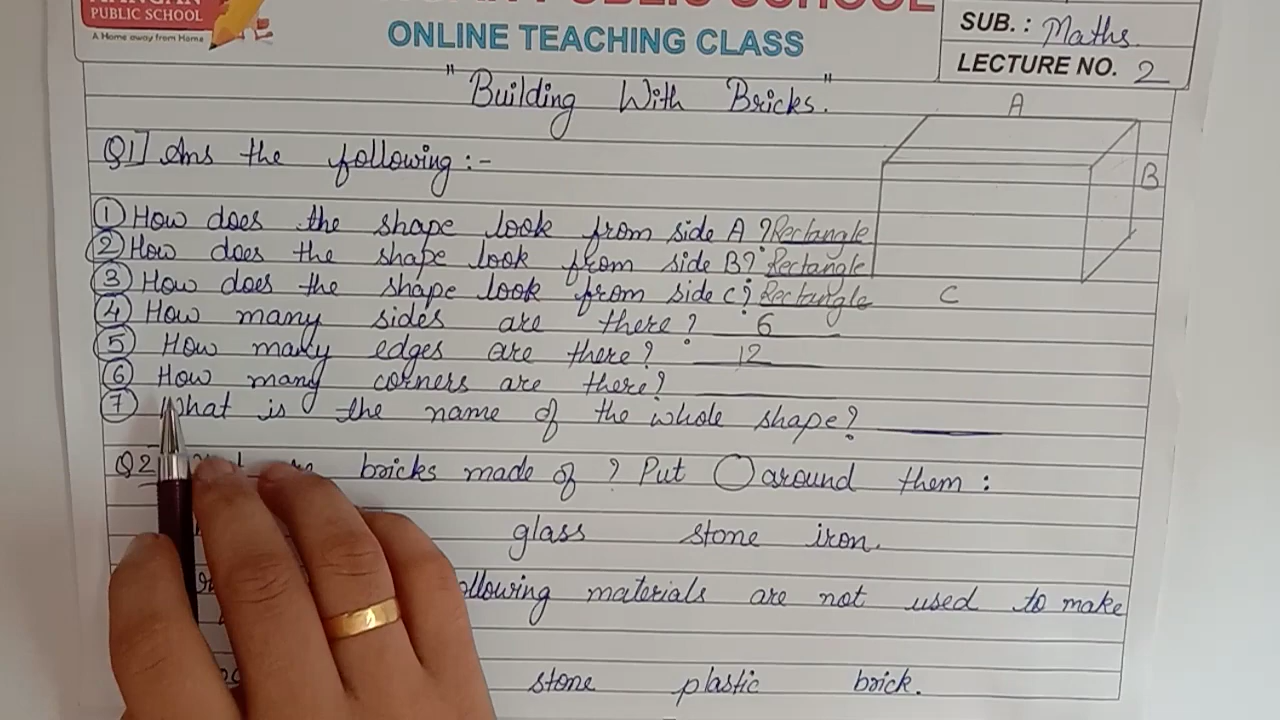 PUBLIC SCHOOL
A Home away from Home
PUBLIC SCHOOL
ONLINE TEACHING CLASS
SUB. : Maths.
LECTURE NO. 2
"Building With Bricks."
A
B
C
Q1] Ans the following :-
① How does the shape look from side A ? Rectangle
② How does the shape look from side B? Rectangle
③ How does the shape look from side C? Rectangle
④ How many sides are there? 6
⑤ How many edges are there? 12
⑥ How many corners are there?
⑦ What is the name of the whole shape?
Q2 bricks made of ? Put ◯ around them :
glass stone iron.
following materials are not used to make
stone plastic brick.